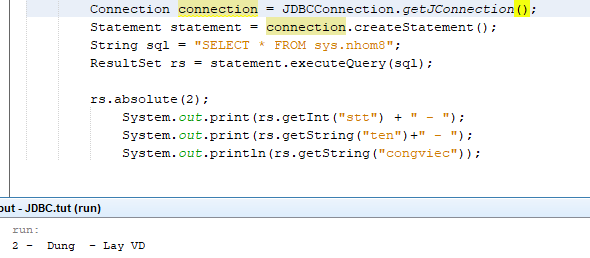 Connection connection = JDBCConnection.getJConnection();
Statement statement = connection.createStatement();
String sql = "SELECT * FROM sys.nhom8";
ResultSet rs = statement.executeQuery(sql);
rs.absolute(2);
System.out.print(rs.getInt("stt") + " - ");
System.out.print(rs.getString("ten")+" - ");
System.out.println(rs.getString("congviec"));
out - JDBC.tut (run)
run:
2 - Dung - Lay VD